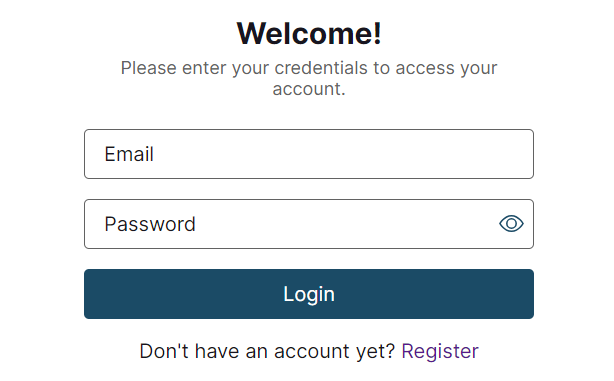 Welcome!
Please enter your credentials to access your
account.
Email
Password
Login
Don't have an account yet? Register